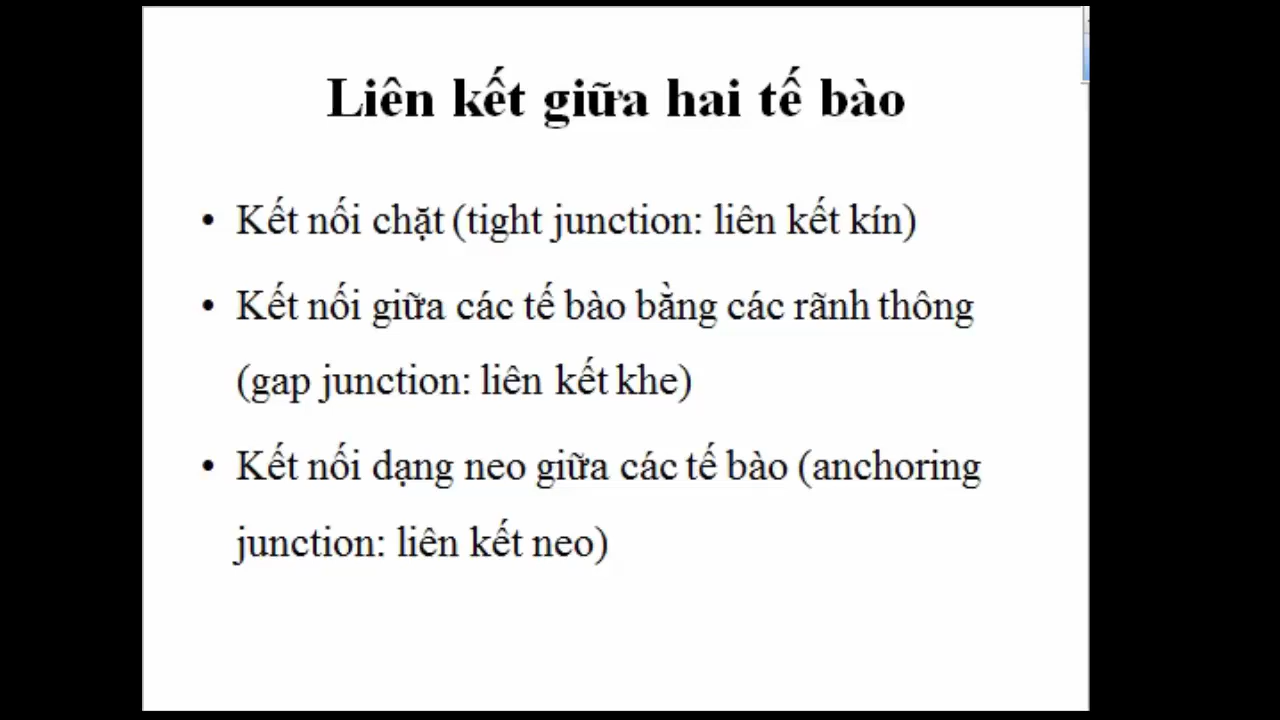 Liên kết giữa hai tế bào
• Kết nối chặt (tight junction: liên kết kín)
• Kết nối giữa các tế bào bằng các rãnh thông
(gap junction: liên kết khe)
• Kết nối dạng neo giữa các tế bào (anchoring
junction: liên kết neo)